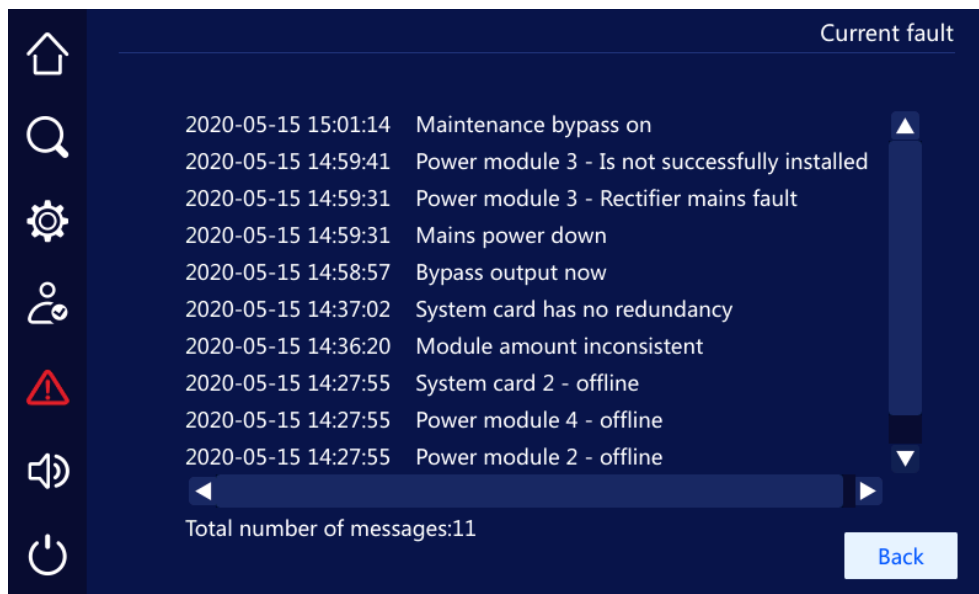 Current fault
2020-05-15 15:01:14 Maintenance bypass on
2020-05-15 14:59:41 Power module 3 - Is not successfully installed
2020-05-15 14:59:31 Power module 3 - Rectifier mains fault
2020-05-15 14:59:31 Mains power down
2020-05-15 14:58:57 Bypass output now
2020-05-15 14:37:02 System card has no redundancy
2020-05-15 14:36:20 Module amount inconsistent
2020-05-15 14:27:55 System card 2 - offline
2020-05-15 14:27:55 Power module 4 - offline
2020-05-15 14:27:55 Power module 2 - offline
Total number of messages:11
Back